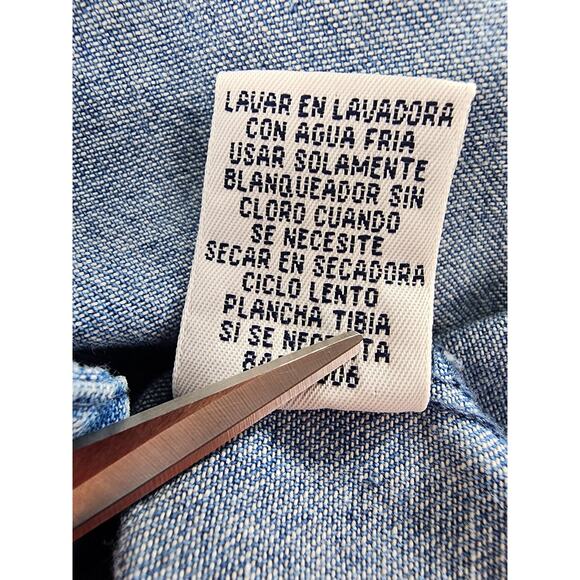 LAVAR EN LAVADORA
CON AGUA FRIA
USAR SOLAMENTE
BLANQUEADOR SIN
CLORO CUANDO
SE NECESITE
SECAR EN SECADORA
CICLO LENTO
PLANCHA TIBIA
SI SE